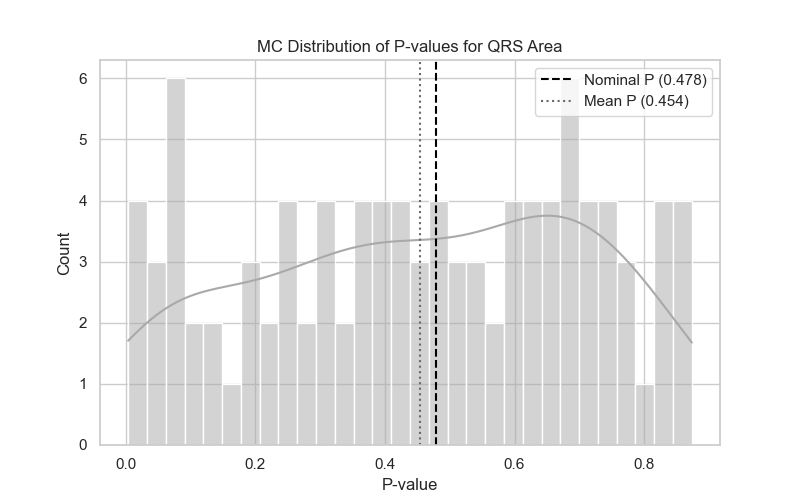 MC Distribution of P-values for QRS Area
Nominal P (0.478)
Mean P (0.454)
6
5
4
3
2
1
0
Count
0.0 0.2 0.4 0.6 0.8
P-value